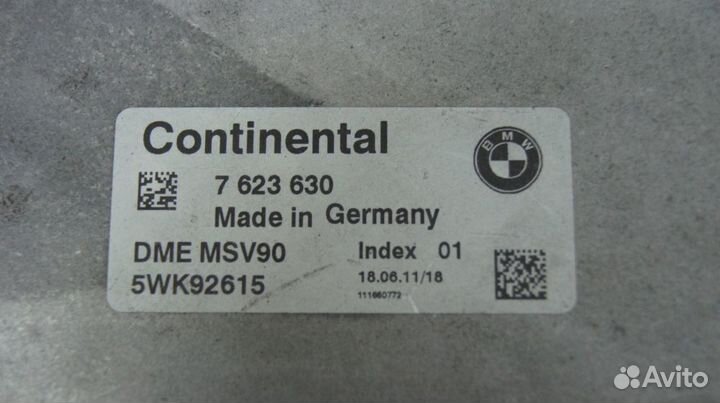 Continental
BMW
7 623 630
Made in Germany
DME MSV90
Index 01
5WK92615
18.06.11/18
111660772
Avito